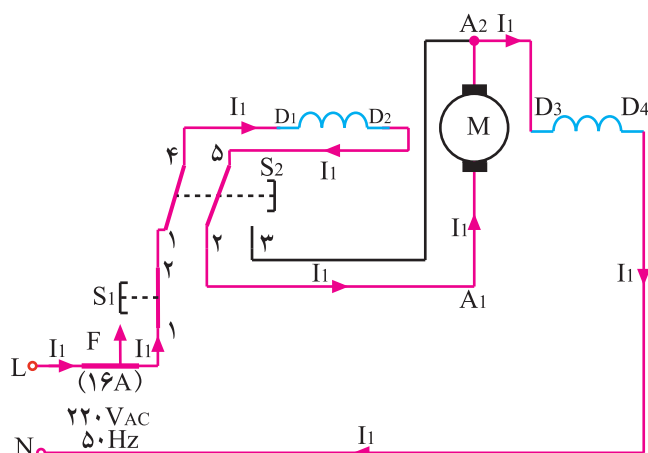 A2 I1
I1 D1 D2 M D3 D4
۴ ۵ I1
S2
۱ ۲ ۳ I1
۲ I1 I1
S1 A1
۱
F I1
L I1
(۱۶A)
۲۲۰VAC
۵۰Hz
N I1